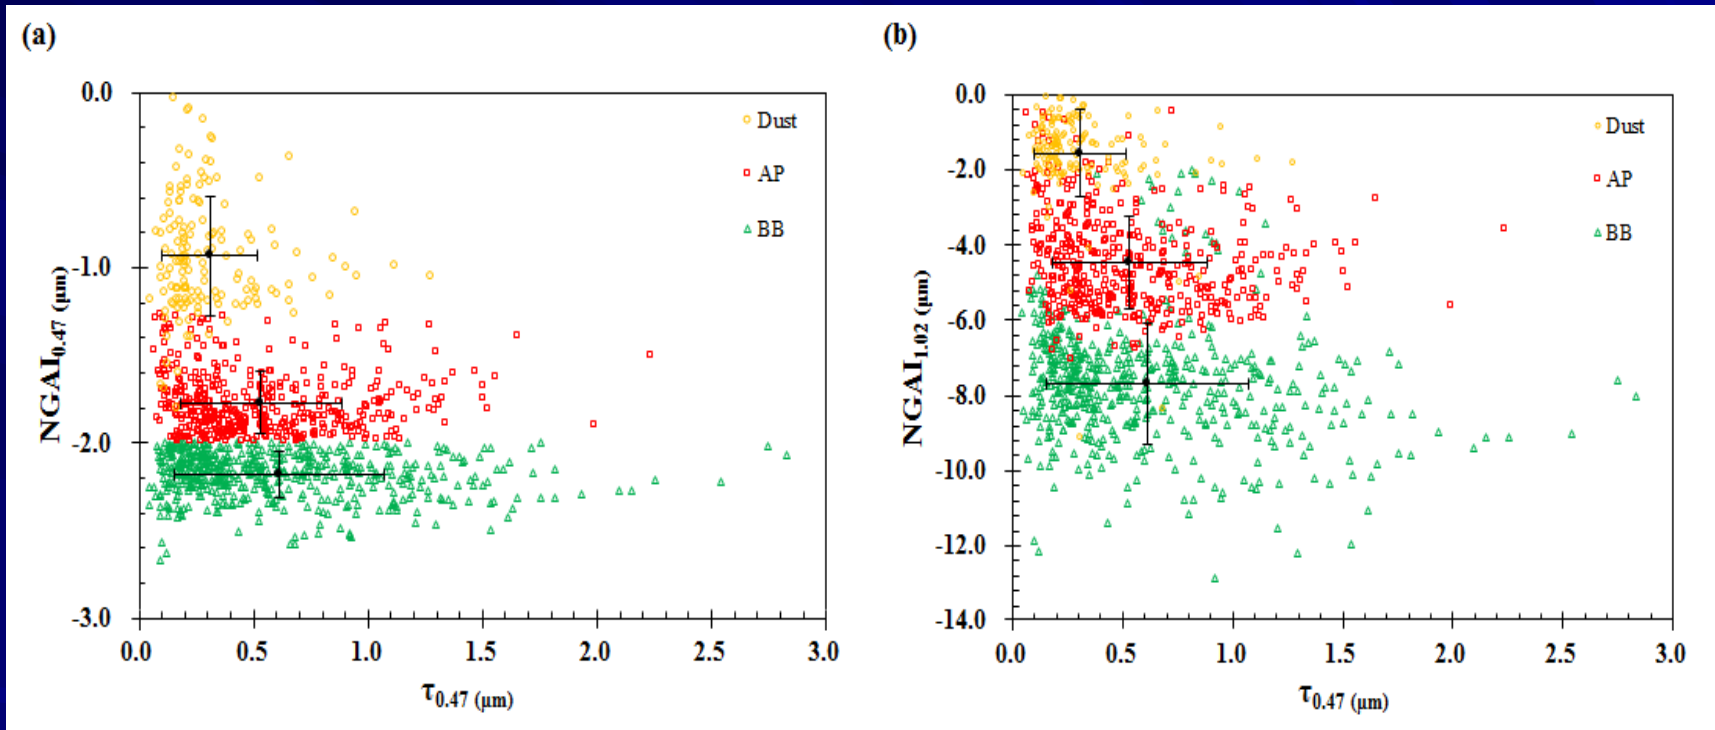 (a)
0.0
-1.0
-2.0
-3.0
0.0 0.5 1.0 1.5 2.0 2.5 3.0
NGAI0.47 (μm)
τ0.47 (μm)
Dust
AP
BB
(b)
0.0
-2.0
-4.0
-6.0
-8.0
-10.0
-12.0
-14.0
0.0 0.5 1.0 1.5 2.0 2.5 3.0
NGAI1.02 (μm)
τ0.47 (μm)
Dust
AP
BB